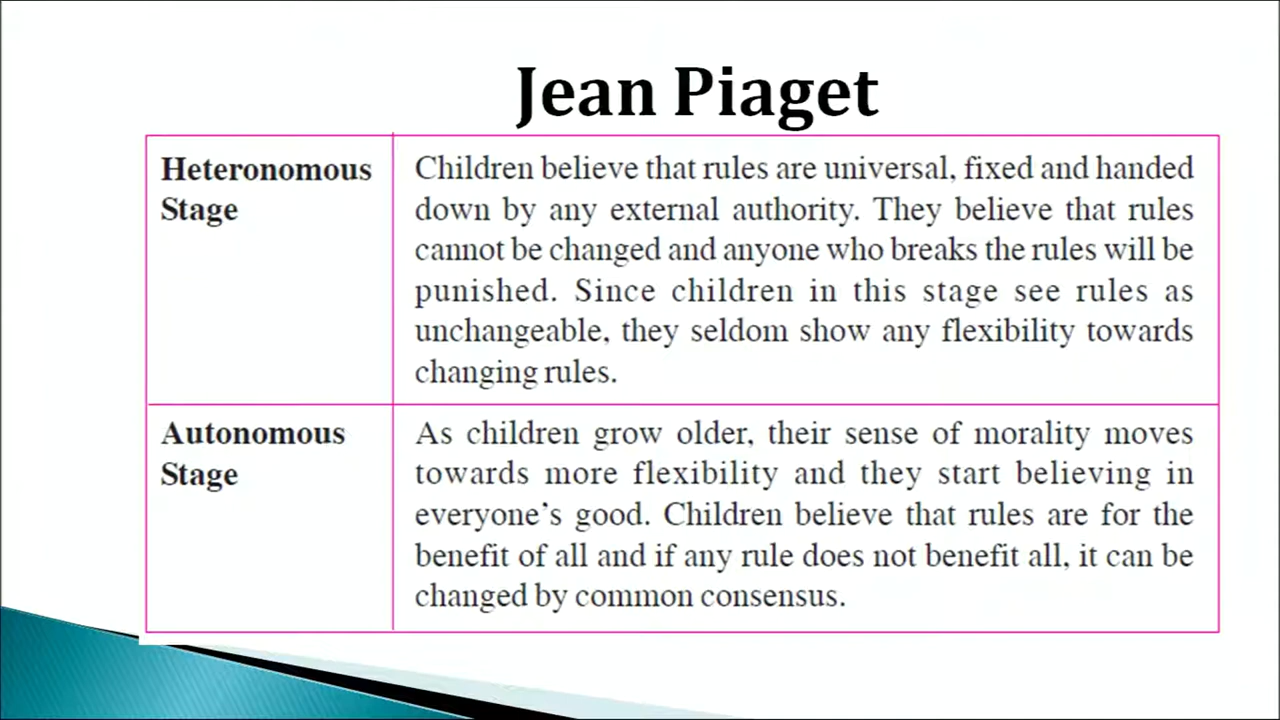 Jean Piaget
Heteronomous
Stage
Children believe that rules are universal, fixed and handed
down by any external authority. They believe that rules
cannot be changed and anyone who breaks the rules will be
punished. Since children in this stage see rules as
unchangeable, they seldom show any flexibility towards
changing rules.
Autonomous
Stage
As children grow older, their sense of morality moves
towards more flexibility and they start believing in
everyone's good. Children believe that rules are for the
benefit of all and if any rule does not benefit all, it can be
changed by common consensus.